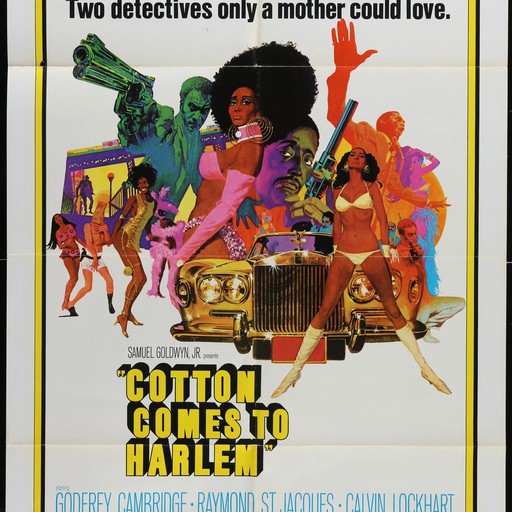 Two detectives only a mother could love.
SAMUEL GOLDWYN, JR. presents
"COTTON
COMES TO
HARLEM"
starring
GODFREY CAMBRIDGE · RAYMOND ST. JACQUES · CALVIN LOCKHART